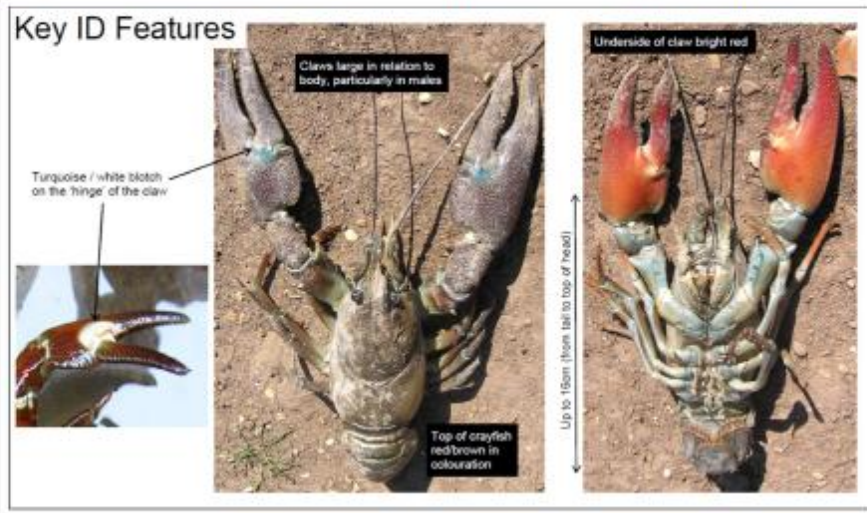 Key ID Features
Claws large in relation to
body, particularly in males
Underside of claw bright red
Turquoise / white blotch
on the 'hinge' of the claw
Up to 16cm (from tail to top of head)
Top of crayfish
red/brown in
colouration